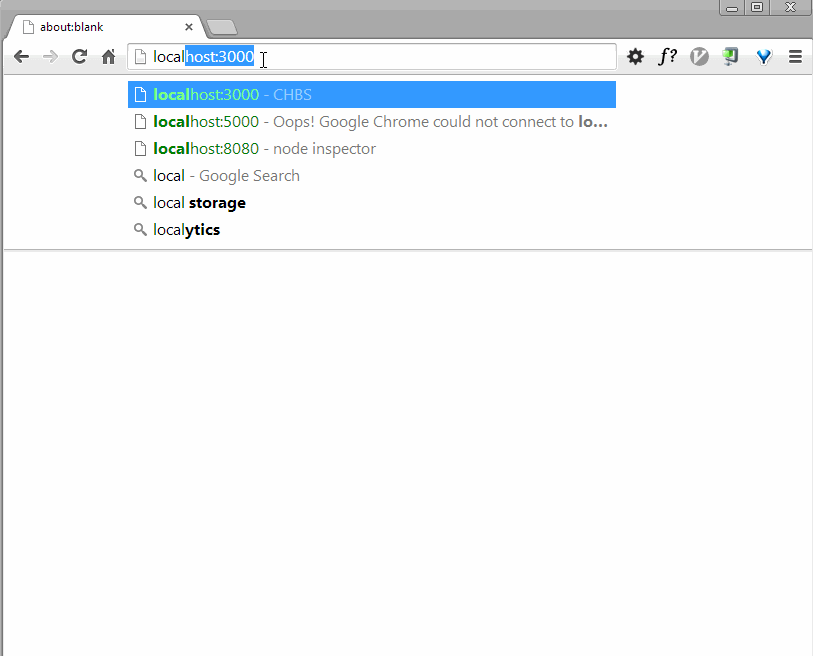 about:blank
localhost:3000
f?
localhost:3000 - CHBS
localhost:5000 - Oops! Google Chrome could not connect to lo...
localhost:8080 - node inspector
local - Google Search
local storage
localytics